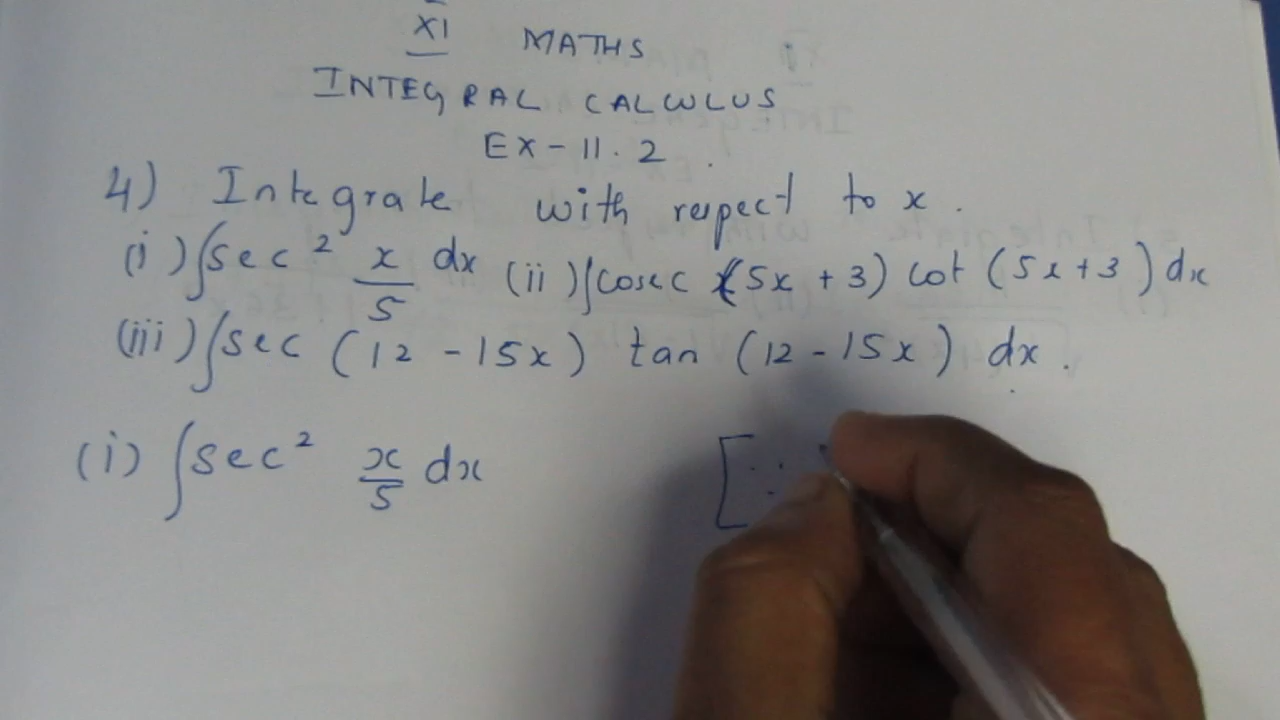 XI MATHS
INTEGRAL CALCULUS
EX-11.2.
4) Integrate with respect to x.
(i) ∫sec² x/5 dx (ii) ∫cosec (5x+3) cot (5x+3) dx
(iii) ∫sec (12-15x) tan (12-15x) dx.
(i) ∫sec² x/5 dx [∵